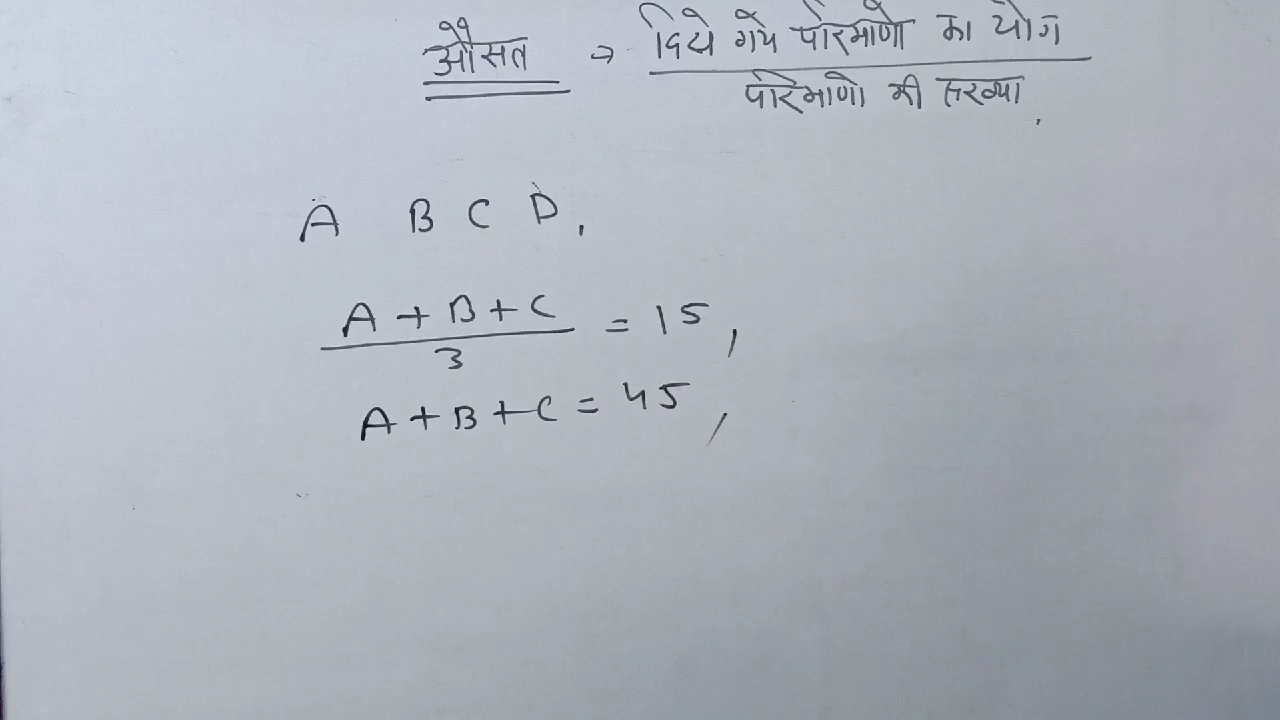 औसत → दिये गये परिमाणो का योग
परिमाणो की संख्या
A B C D,
A + B + C = 15,
3
A + B + C = 45,